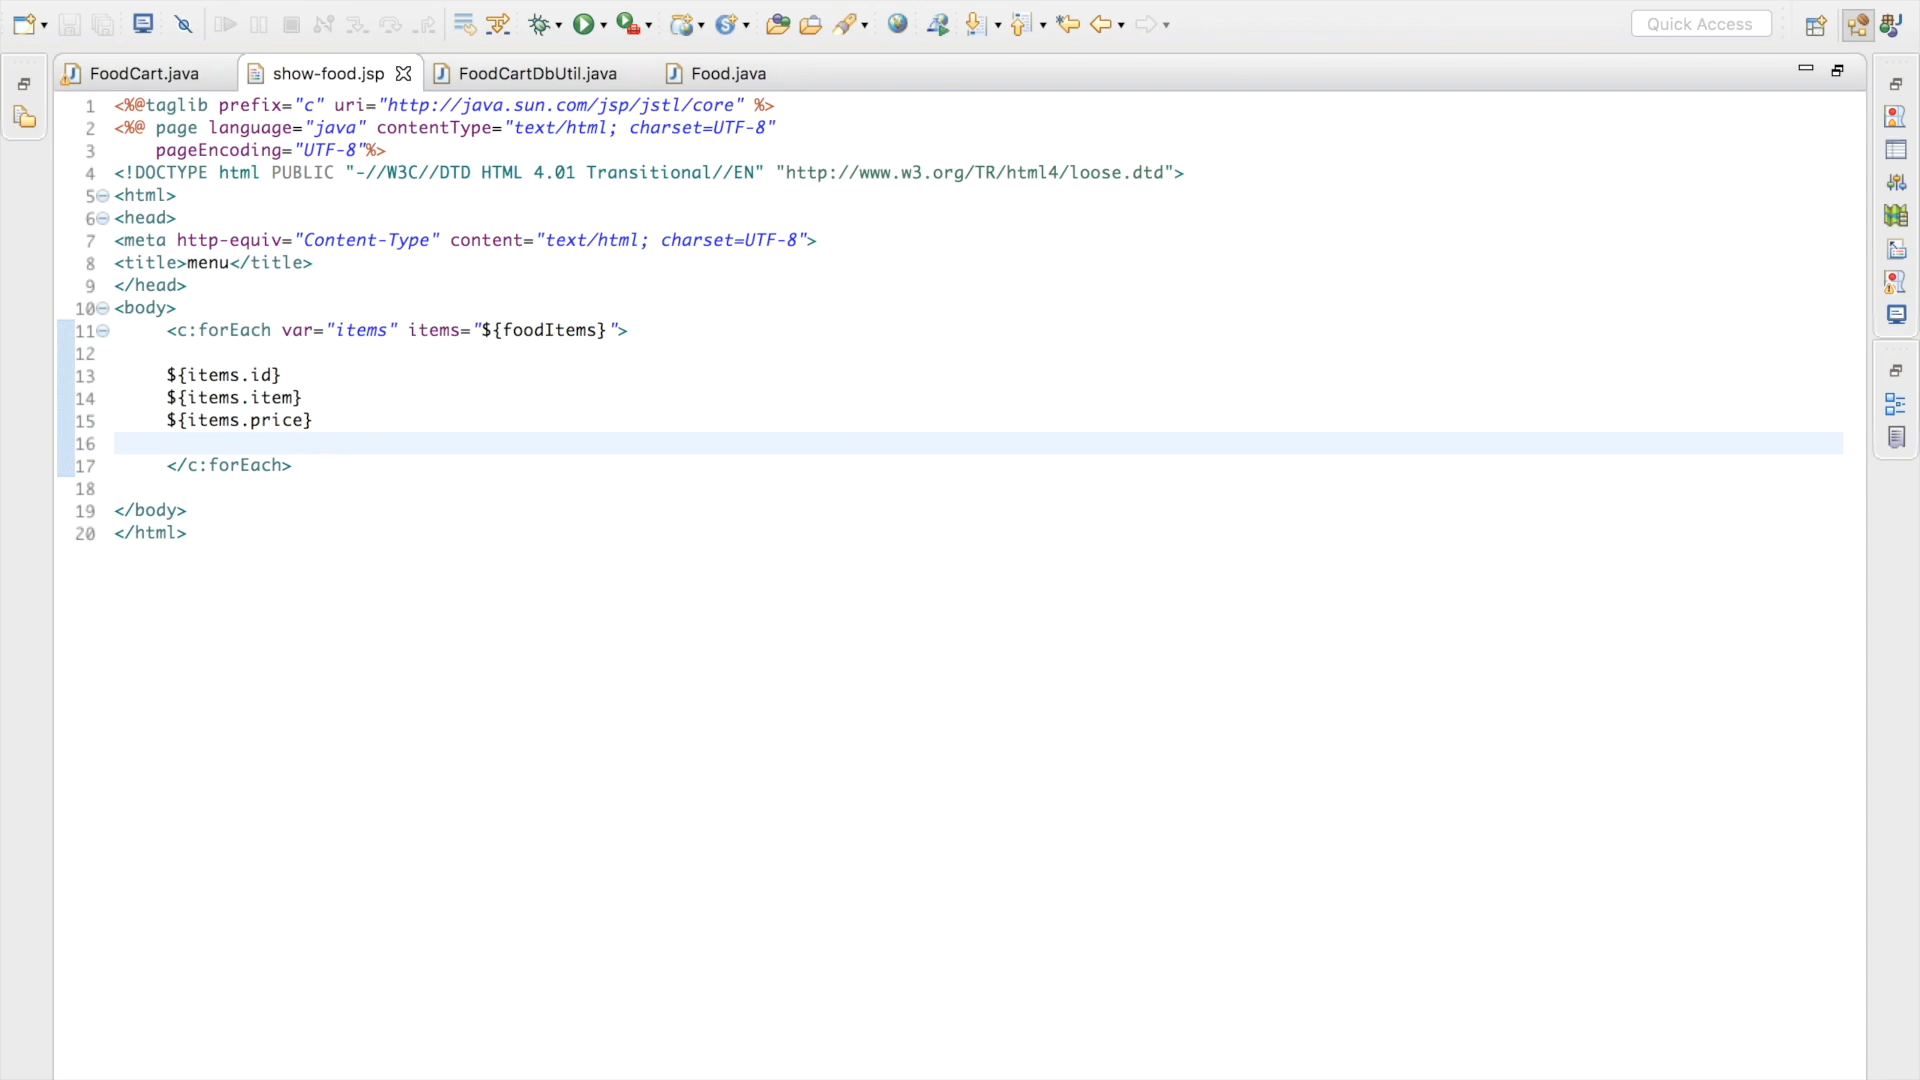 Quick Access
FoodCart.java show-food.jsp FoodCartDbUtil.java Food.java
1 <%@taglib prefix="c" uri="http://java.sun.com/jsp/jstl/core" %>
2 <%@ page language="java" contentType="text/html; charset=UTF-8"
3 pageEncoding="UTF-8"%>
4 <!DOCTYPE html PUBLIC "-//W3C//DTD HTML 4.01 Transitional//EN" "http://www.w3.org/TR/html4/loose.dtd">
5 <html>
6 <head>
7 <meta http-equiv="Content-Type" content="text/html; charset=UTF-8">
8 <title>menu</title>
9 </head>
10 <body>
11 <c:forEach var="items" items="${foodItems}">
12
13 ${items.id}
14 ${items.item}
15 ${items.price}
16
17 </c:forEach>
18
19 </body>
20 </html>